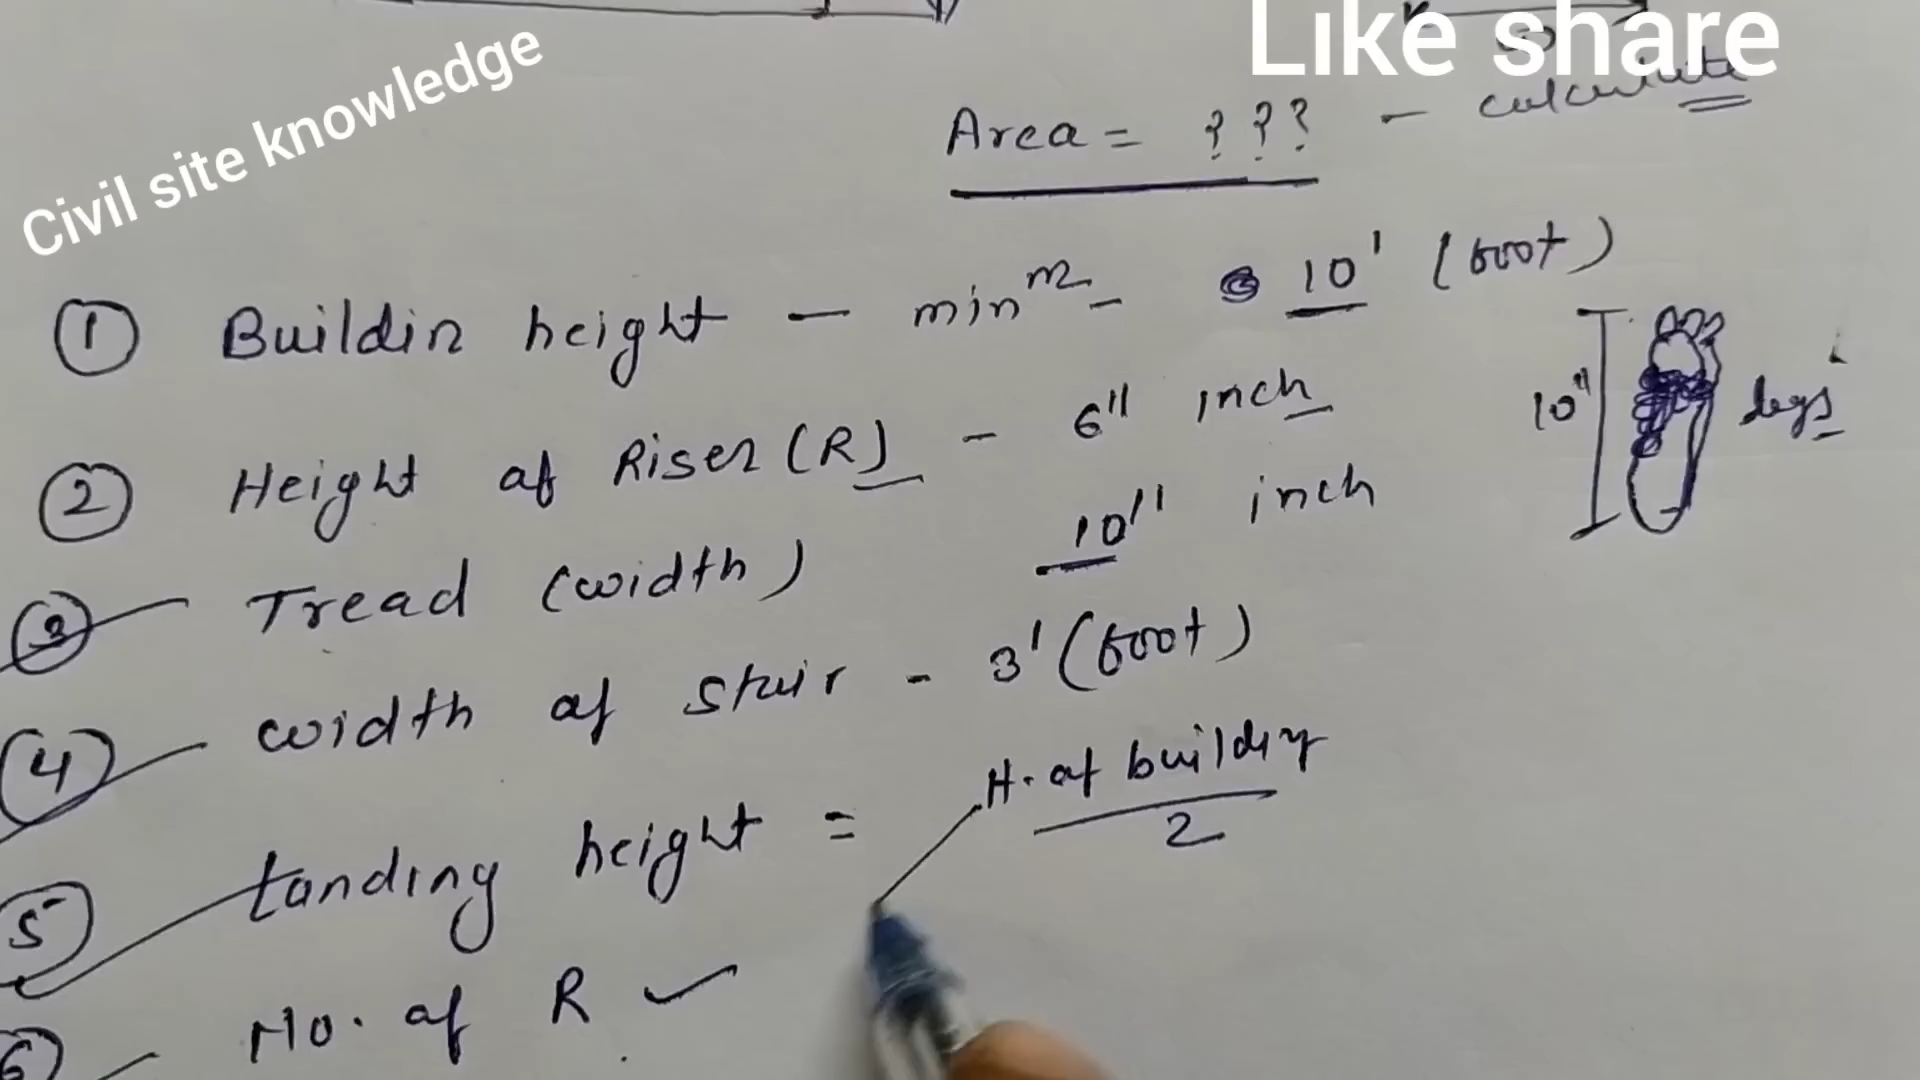 Like share
Civil site knowledge
Area = ??? - calculate
① Buildin height - minm - 10' (foot)
② Height of Riser (R) - 6" inch
10" legs
③ Tread (width) 10" inch
④ width of stair - 3' (foot)
⑤ Landing height = H. of building / 2
⑥ No. of R ✓